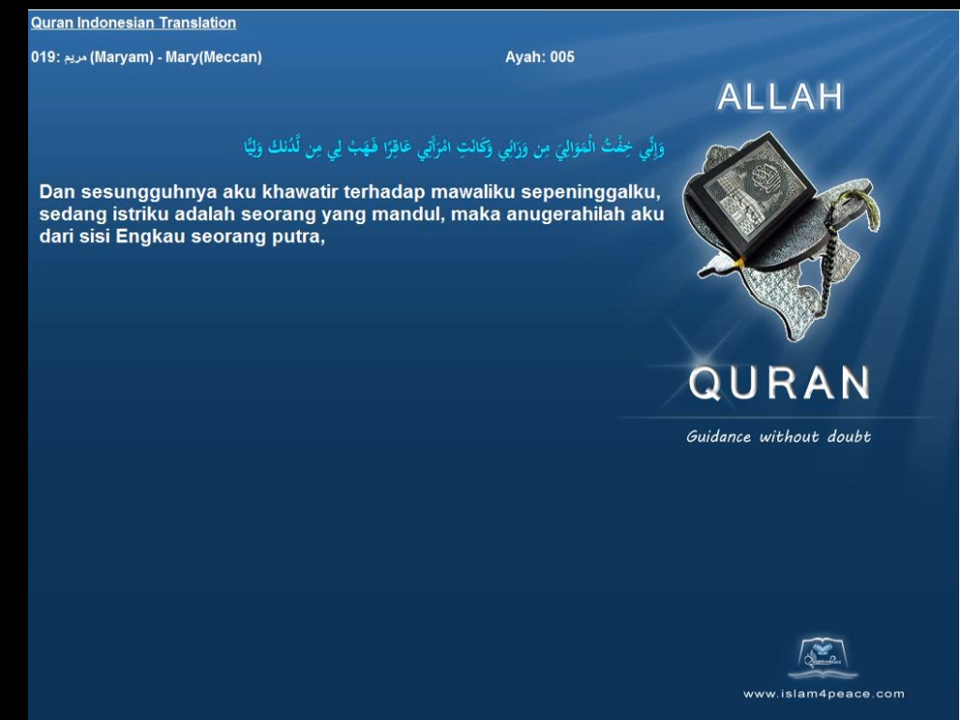 Quran Indonesian Translation
019: مريم (Maryam) - Mary(Meccan) Ayah: 005
ALLAH
وَإِنِّي خِفْتُ الْمَوَالِيَ مِن وَرَائِي وَكَانَتِ امْرَأَتِي عَاقِرًا فَهَبْ لِي مِن لَّدُنكَ وَلِيًّا
Dan sesungguhnya aku khawatir terhadap mawaliku sepeninggalku,
sedang istriku adalah seorang yang mandul, maka anugerahilah aku
dari sisi Engkau seorang putra,
QURAN
Guidance without doubt
www.islam4peace.com